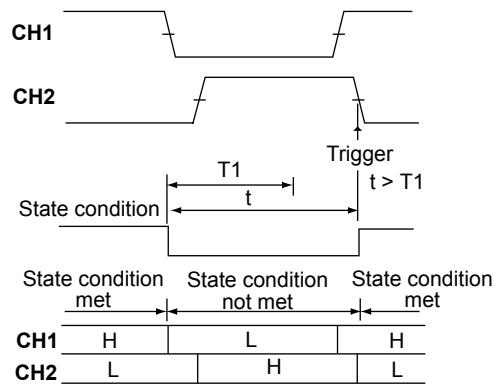 CH1
CH2
Trigger
T1
t > T1
t
State condition
State condition met
State condition not met
State condition met
CH1 H L H
CH2 L H L